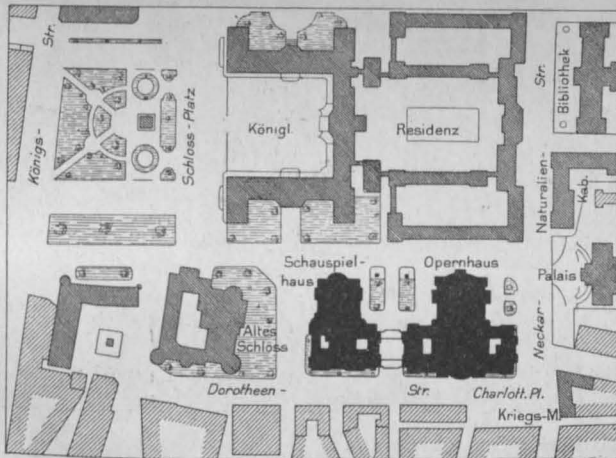 Str.
Königs-
Schloss-Platz
Königl.
Residenz
Str.
Bibliothek
Naturalien-
Kab.
Palais
Schauspiel-
haus
Opernhaus
Altes
Schloss
Neckar-
Dorotheen-
Str.
Charlott. Pl.
Kriegs-M.